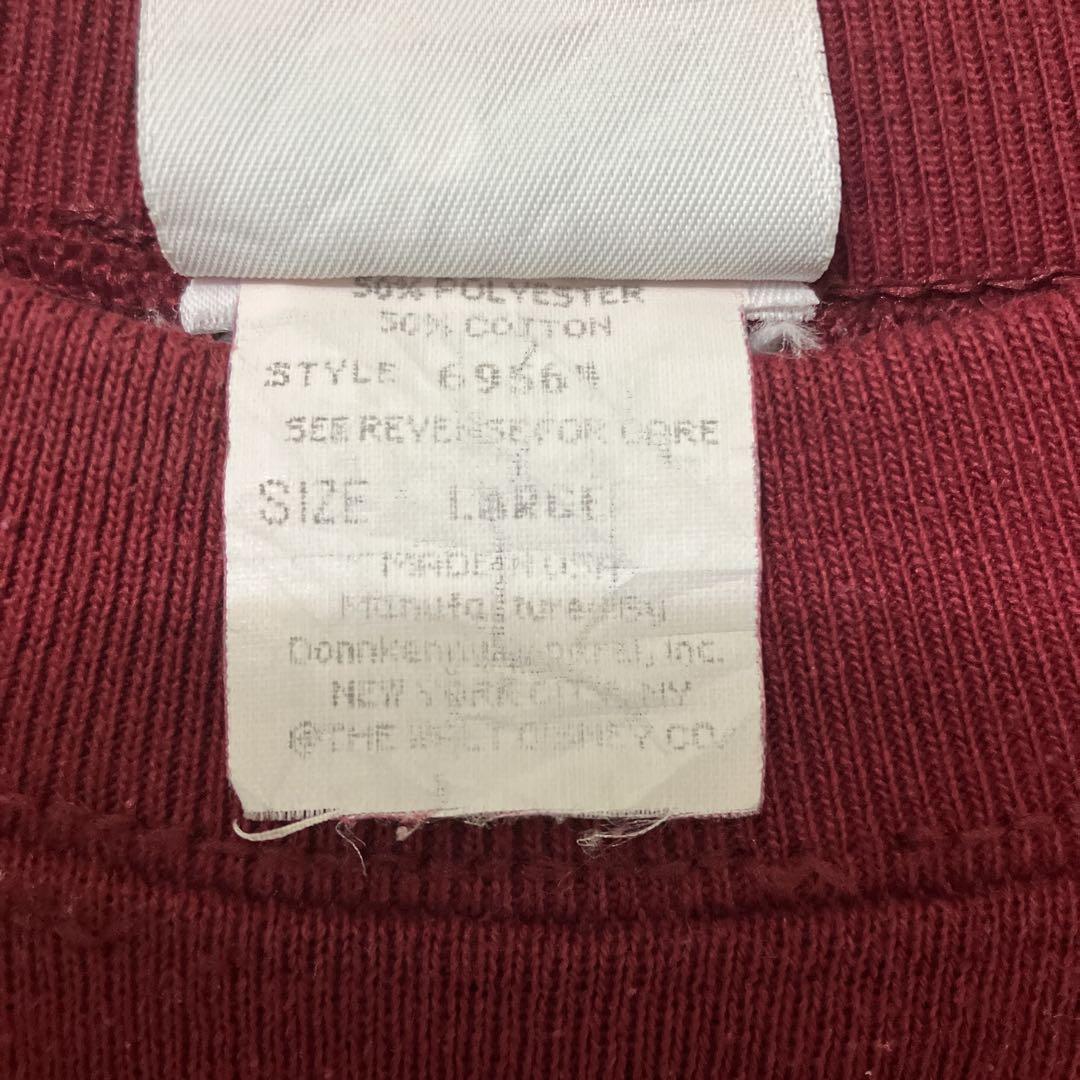 50% POLYESTER
50% COTTON
STYLE
SEE REVERSE FOR CARE
SIZE LARGE
MADE IN USA
Manufactured By
Inc.
NEW YORK CITY, NY
©THE WALT DISNEY CO.